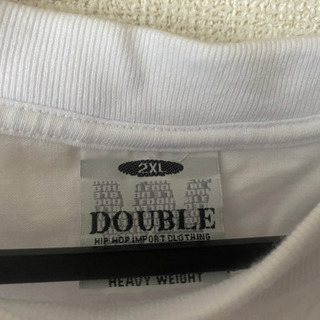 2XL
DOUBLE
HIP HOP IMPORT CLOTHING
HEAVY WEIGHT